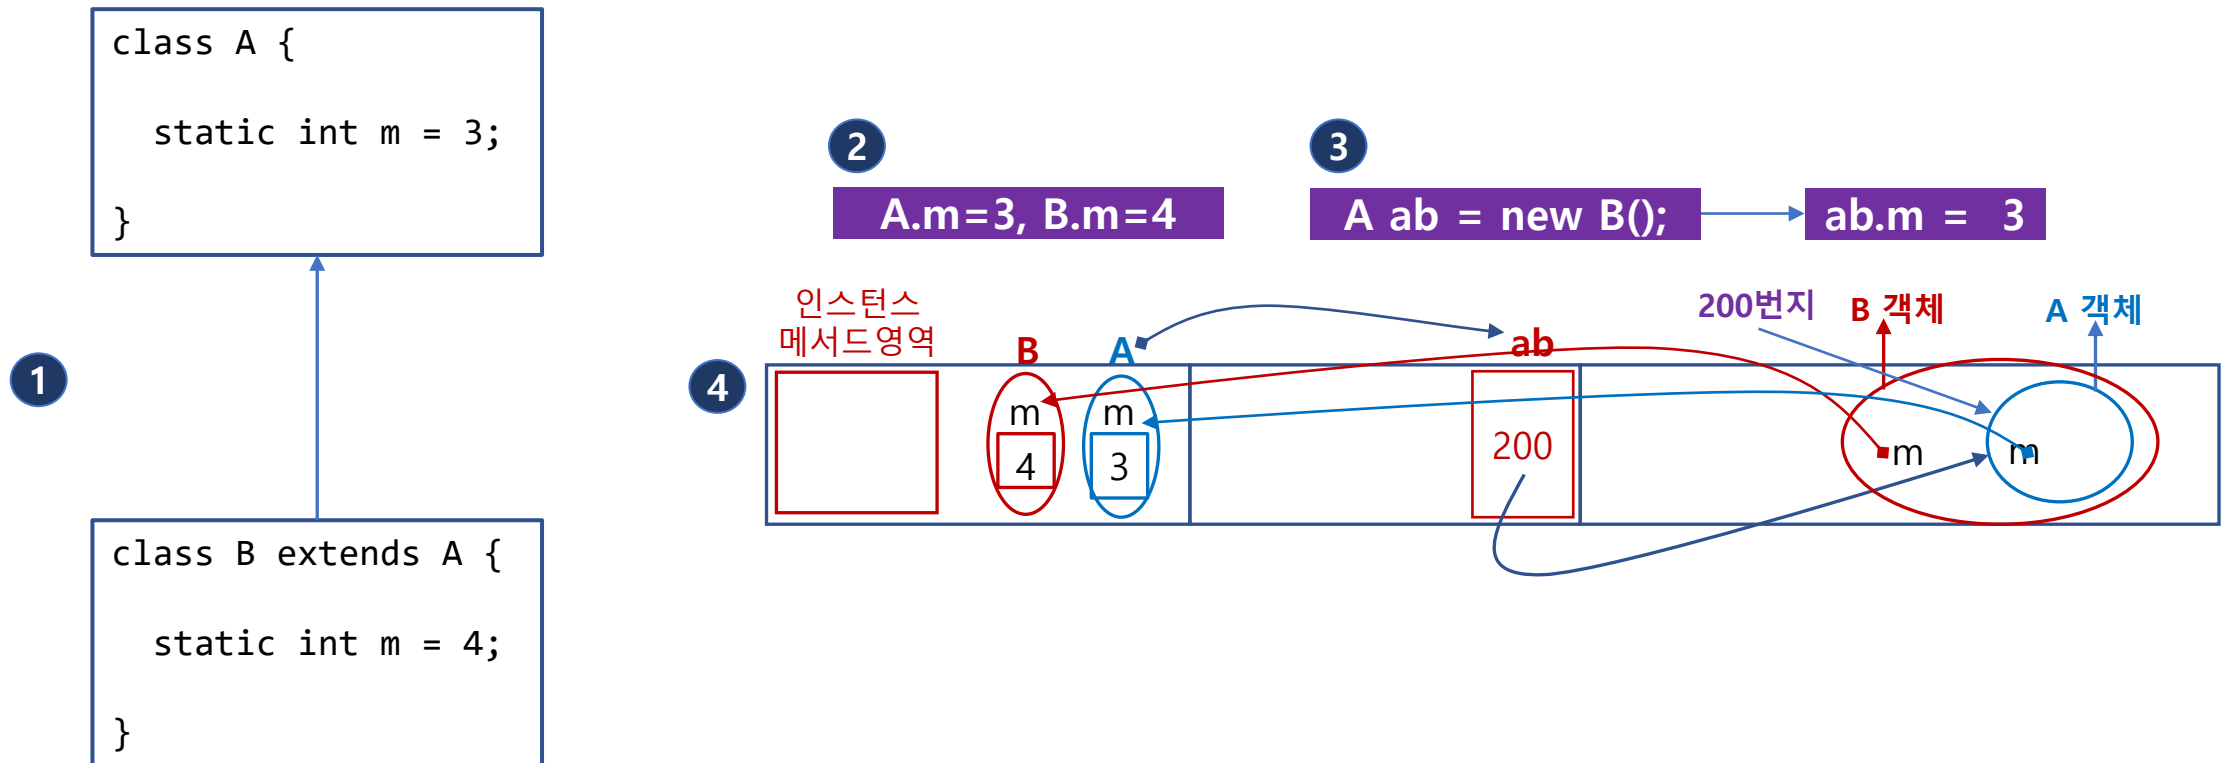 class A {
static int m = 3;
}
1
class B extends A {
static int m = 4;
}
2
A.m=3, B.m=4
3
A ab = new B();
ab.m = 3
4
인스턴스
메서드영역
B
A
ab
200번지
B 객체
A 객체
m
4
m
3
200
m
m